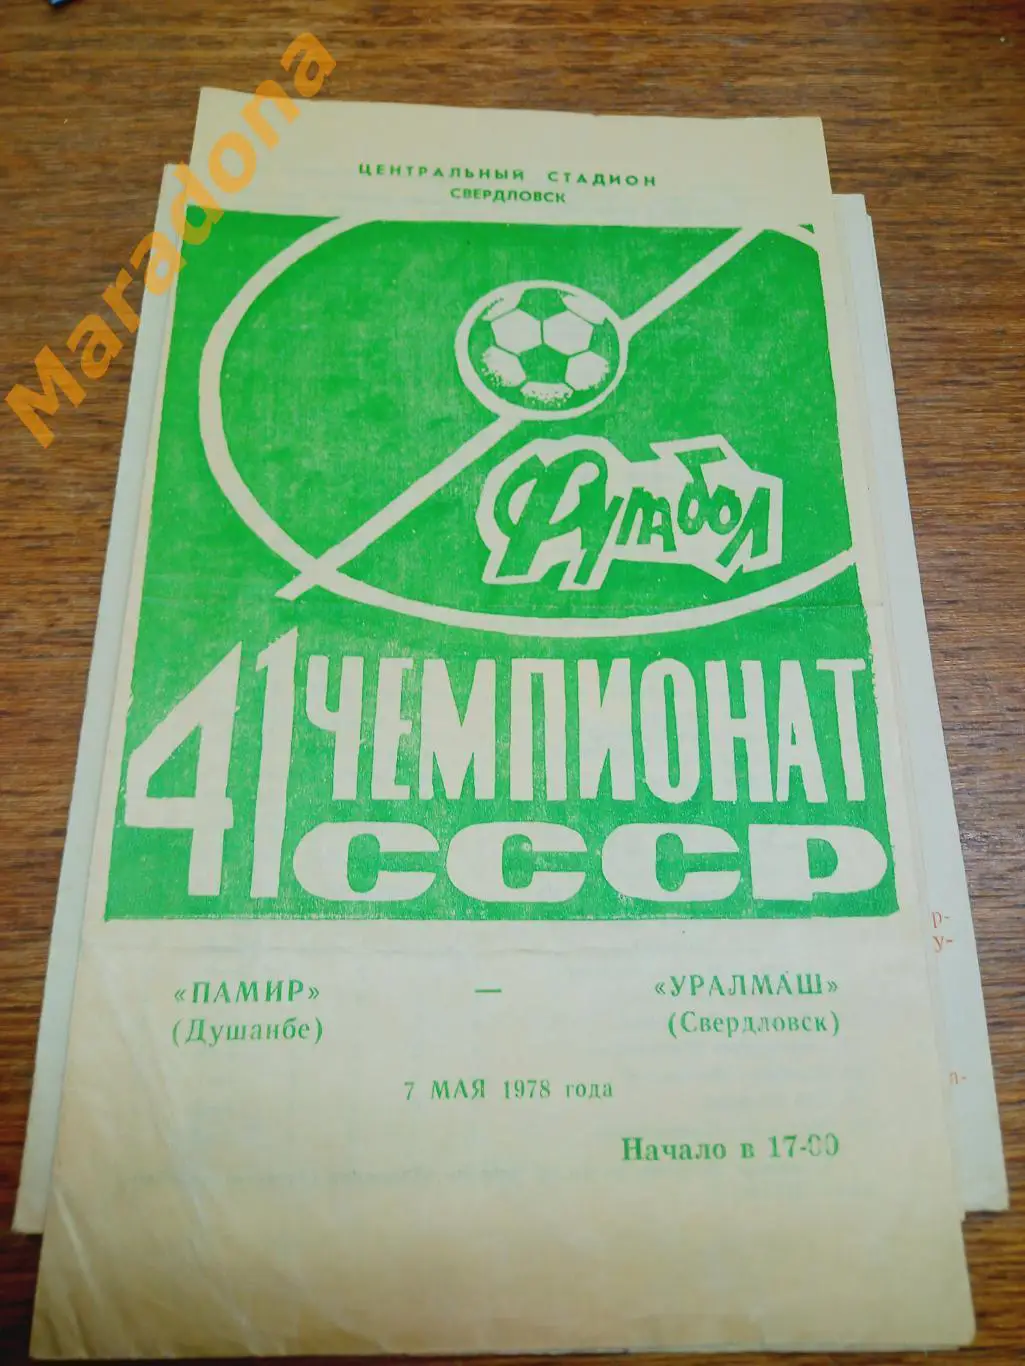 Maradona
ЦЕНТРАЛЬНЫЙ СТАДИОН
СВЕРДЛОВСК
Футбол
41 ЧЕМПИОНАТ
СССР
«ПАМИР» — «УРАЛМАШ»
(Душанбе) (Свердловск)
7 МАЯ 1978 года
Начало в 17-00
р-
у-